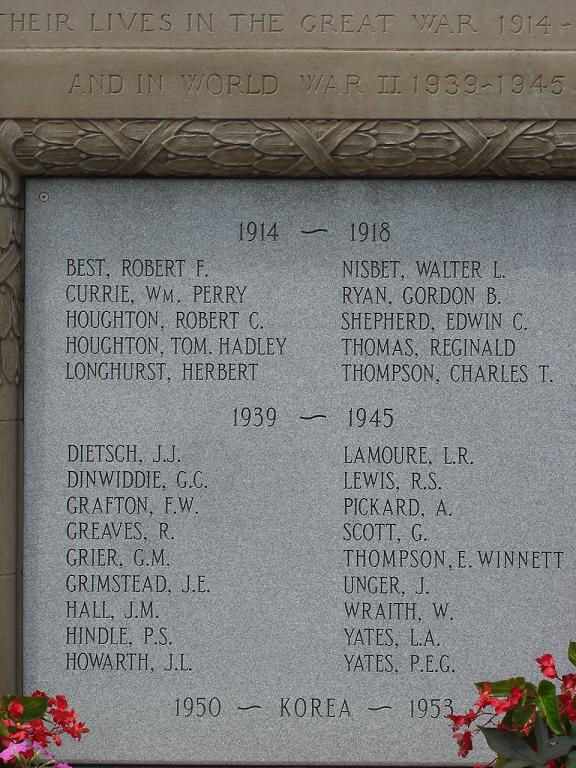 THEIR LIVES IN THE GREAT WAR 1914~
AND IN WORLD WAR II 1939~1945
1914 ~ 1918
BEST, ROBERT F.
CURRIE, WM. PERRY
HOUGHTON, ROBERT C.
HOUGHTON, TOM. HADLEY
LONGHURST, HERBERT
NISBET, WALTER L.
RYAN, GORDON B.
SHEPHERD, EDWIN C.
THOMAS, REGINALD
THOMPSON, CHARLES T.
1939 ~ 1945
DIETSCH, J.J.
DINWIDDIE, G.C.
GRAFTON, F.W.
GREAVES, R.
GRIER, G.M.
GRIMSTEAD, J.E.
HALL, J.M.
HINDLE, P.S.
HOWARTH, J.L.
LAMOURE, L.R.
LEWIS, R.S.
PICKARD, A.
SCOTT, G.
THOMPSON, E. WINNETT
UNGER, J.
WRAITH, W.
YATES, L.A.
YATES, P.E.G.
1950 ~ KOREA ~ 1953